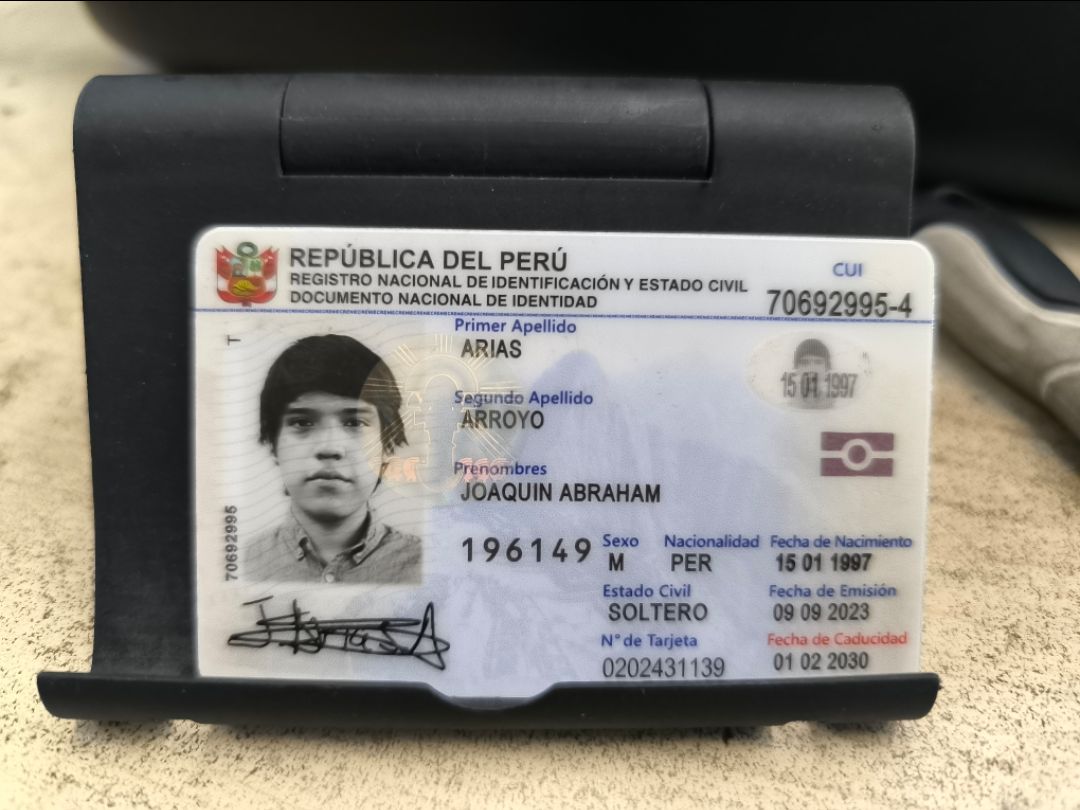 REPÚBLICA DEL PERÚ
REGISTRO NACIONAL DE IDENTIFICACIÓN Y ESTADO CIVIL
DOCUMENTO NACIONAL DE IDENTIDAD
CUI
70692995-4
T
Primer Apellido
ARIAS
15 01 1997
Segundo Apellido
ARROYO
Prenombres
JOAQUIN ABRAHAM
70692995
196149
Sexo
M
Nacionalidad
PER
Fecha de Nacimiento
15 01 1997
Estado Civil
SOLTERO
Fecha de Emisión
09 09 2023
N° de Tarjeta
0202431139
Fecha de Caducidad
01 02 2030